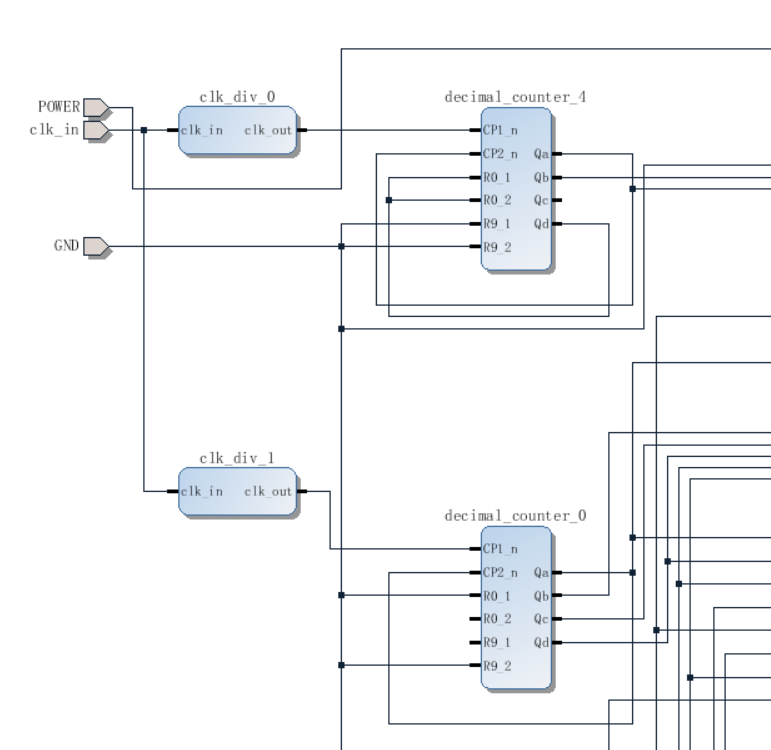 clk_div_0
decimal_counter_4
POWER
clk_in
clk_in clk_out
CP1_n
CP2_n Qa
R0_1 Qb
R0_2 Qc
R9_1 Qd
GND
R9_2
clk_div_1
clk_in clk_out
decimal_counter_0
CP1_n
CP2_n Qa
R0_1 Qb
R0_2 Qc
R9_1 Qd
R9_2